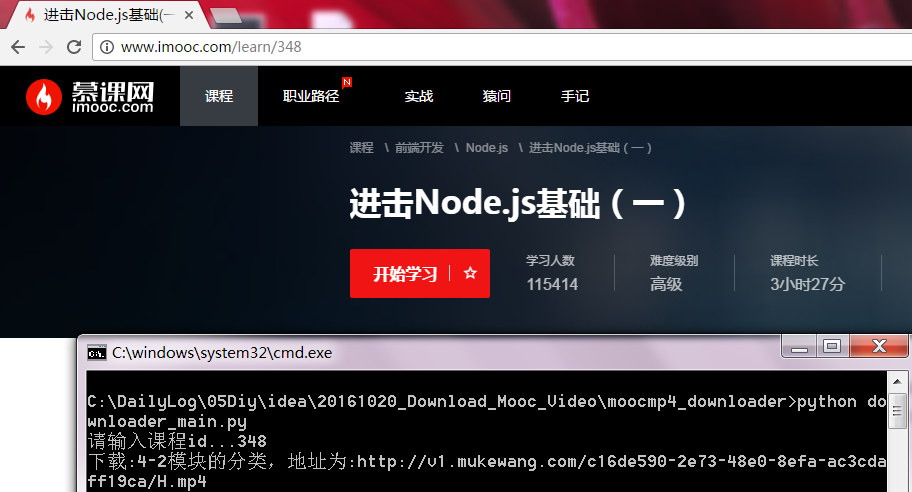 进击Node.js基础(一
www.imooc.com/learn/348
慕课网
imooc.com
课程
职业路径
N
实战
猿问
手记
课程 \ 前端开发 \ Node.js \ 进击Node.js基础（一）
进击Node.js基础（一）
开始学习
学习人数
115414
难度级别
高级
课程时长
3小时27分
C:\windows\system32\cmd.exe
C:\DailyLog\05Diy\idea\20161020_Download_Mooc_Video\moocmp4_downloader>python do
wnloader_main.py
请输入课程id...348
下载:4-2模块的分类，地址为:http://v1.mukewang.com/c16de590-2e73-48e0-8efa-ac3cda
ff19ca/H.mp4